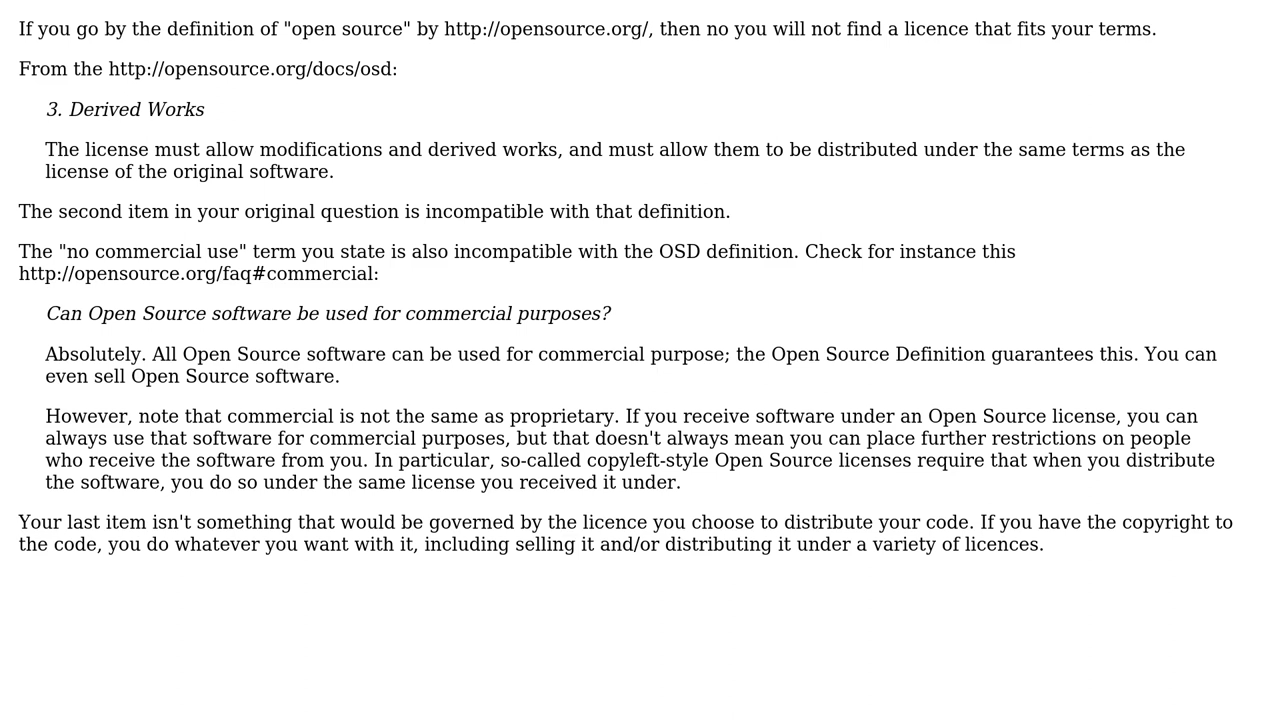 If you go by the definition of "open source" by http://opensource.org/, then no you will not find a licence that fits your terms.
From the http://opensource.org/docs/osd:
3. Derived Works
The license must allow modifications and derived works, and must allow them to be distributed under the same terms as the
license of the original software.
The second item in your original question is incompatible with that definition.
The "no commercial use" term you state is also incompatible with the OSD definition. Check for instance this
http://opensource.org/faq#commercial:
Can Open Source software be used for commercial purposes?
Absolutely. All Open Source software can be used for commercial purpose; the Open Source Definition guarantees this. You can
even sell Open Source software.
However, note that commercial is not the same as proprietary. If you receive software under an Open Source license, you can
always use that software for commercial purposes, but that doesn't always mean you can place further restrictions on people
who receive the software from you. In particular, so-called copyleft-style Open Source licenses require that when you distribute
the software, you do so under the same license you received it under.
Your last item isn't something that would be governed by the licence you choose to distribute your code. If you have the copyright to
the code, you do whatever you want with it, including selling it and/or distributing it under a variety of licences.